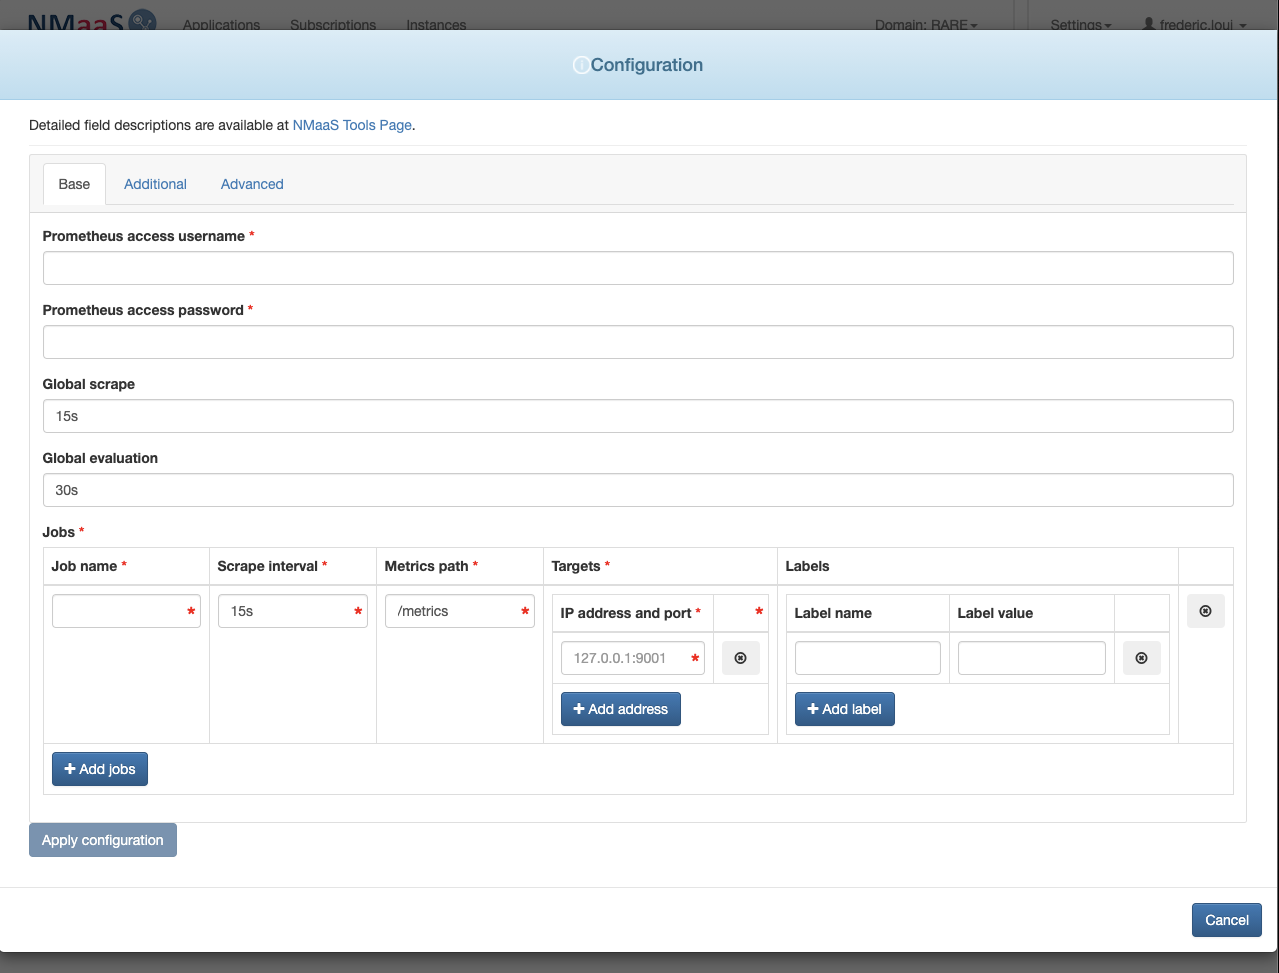 NMaaS Applications Subscriptions Instances Domain: RARE Settings frederic.loui
Configuration
Detailed field descriptions are available at NMaaS Tools Page.
Base Additional Advanced
Prometheus access username *
Prometheus access password *
Global scrape
15s
Global evaluation
30s
Jobs *
Job name * Scrape interval * Metrics path * Targets * Labels
* 15s * /metrics * IP address and port * * Label name Label value
127.0.0.1:9001 *
+ Add address + Add label
+ Add jobs
Apply configuration
Cancel